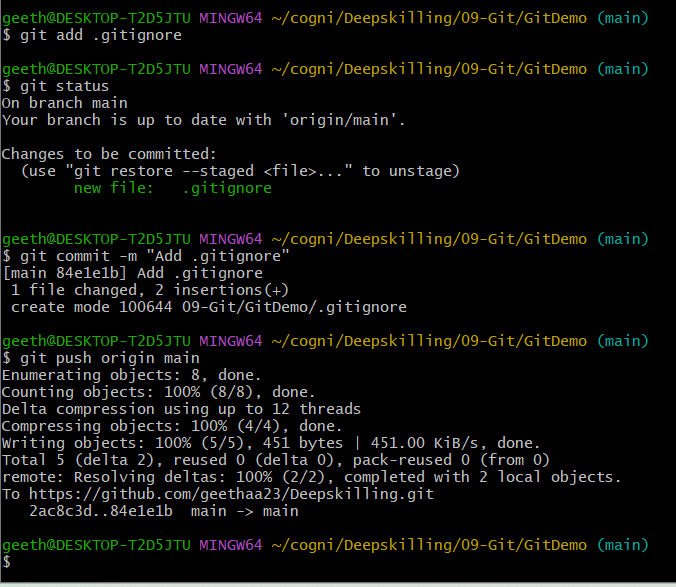 geeth@DESKTOP-T2D5JTU MINGW64 ~/cogni/Deepskilling/09-Git/GitDemo (main)
$ git add .gitignore
geeth@DESKTOP-T2D5JTU MINGW64 ~/cogni/Deepskilling/09-Git/GitDemo (main)
$ git status
On branch main
Your branch is up to date with 'origin/main'.
Changes to be committed:
  (use "git restore --staged <file>..." to unstage)
        new file:   .gitignore
geeth@DESKTOP-T2D5JTU MINGW64 ~/cogni/Deepskilling/09-Git/GitDemo (main)
$ git commit -m "Add .gitignore"
[main 84e1e1b] Add .gitignore
 1 file changed, 2 insertions(+)
 create mode 100644 09-Git/GitDemo/.gitignore
geeth@DESKTOP-T2D5JTU MINGW64 ~/cogni/Deepskilling/09-Git/GitDemo (main)
$ git push origin main
Enumerating objects: 8, done.
Counting objects: 100% (8/8), done.
Delta compression using up to 12 threads
Compressing objects: 100% (4/4), done.
Writing objects: 100% (5/5), 451 bytes | 451.00 KiB/s, done.
Total 5 (delta 2), reused 0 (delta 0), pack-reused 0 (from 0)
remote: Resolving deltas: 100% (2/2), completed with 2 local objects.
To https://github.com/geethaa23/Deepskilling.git
   2ac8c3d..84e1e1b  main -> main
geeth@DESKTOP-T2D5JTU MINGW64 ~/cogni/Deepskilling/09-Git/GitDemo (main)
$